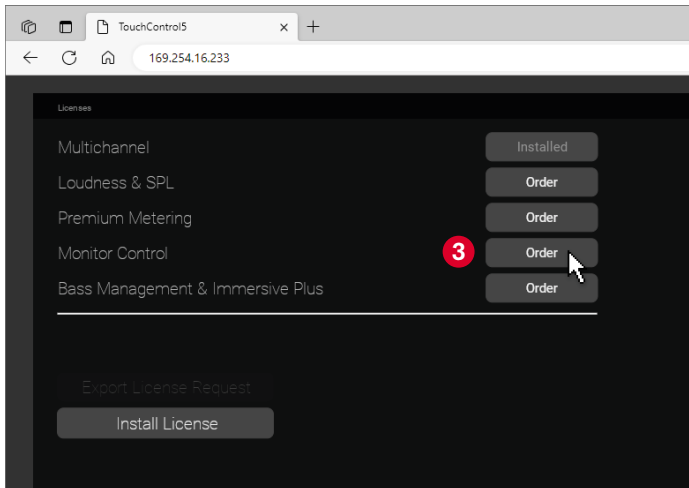 TouchControl5
169.254.16.233
Licenses
Multichannel Installed
Loudness & SPL Order
Premium Metering Order
Monitor Control 3 Order
Bass Management & Immersive Plus Order
Export License Request
Install License